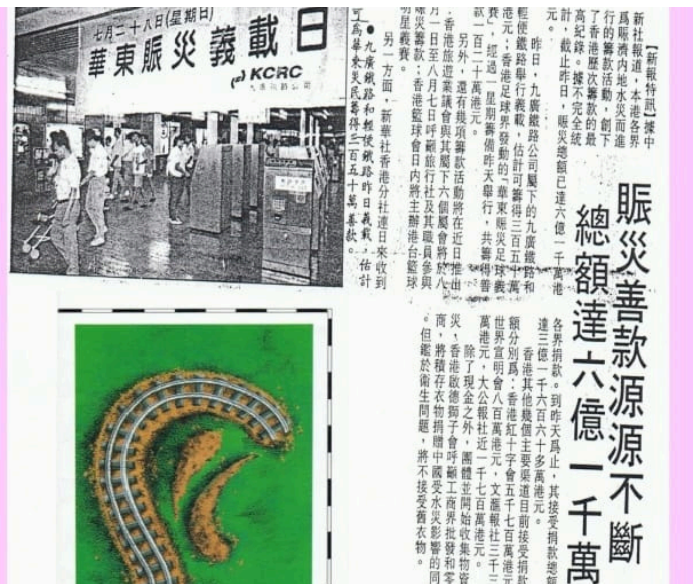 賑災善款源源不斷
總額達六億一千萬
【新報特訊】據中
新社報道,本港各界
爲賑濟內地水災而進
行的籌款活動,創下
了香港歷次籌款的最
高紀錄。據不完全統
計,截止昨日,賑災總額已達六億一千萬港
元。
昨日,九廣鐵路公司屬下的九廣鐵路和
輕便鐵路舉行義載,估計可籌得三百五十萬
港元;香港足球界發動的「華東賑災足球義
賽」,經過一星期籌備昨天舉行,共籌得善
款一百二十萬港元。
另外,還有幾項籌款活動將在近日推出
:香港旅遊業議會與其屬下六個屬會將於八
月一日至八月七日呼籲旅行社及其職員參與
賑災籌款;香港籃球會日內將主辦港台籃球
明星義賽。
另一方面,新華社香港分社連日來收到
各界捐款。到昨天爲止,其接受捐款總額
達三億一千六百六十多萬港元。
香港其他幾個主要渠道目前接受捐款
額分別爲:香港紅十字會五千七百萬港元
世界宣明會八百萬港元,文匯報社三千三
萬港元,大公報社近一千七百萬港元。
除了現金之外,團體並開始收集物資
災,香港啟德獅子會呼籲工商界批發和零
商,將積存衣物捐贈中國受水災影響的同
。但鑑於衛生問題,將不接受舊衣物。
七月二十八日(星期日)
華東賑災義載日
KCRC
●九廣鐵路和輕便鐵路昨日義載,估計
可爲華東災民籌得三百五十萬善款。